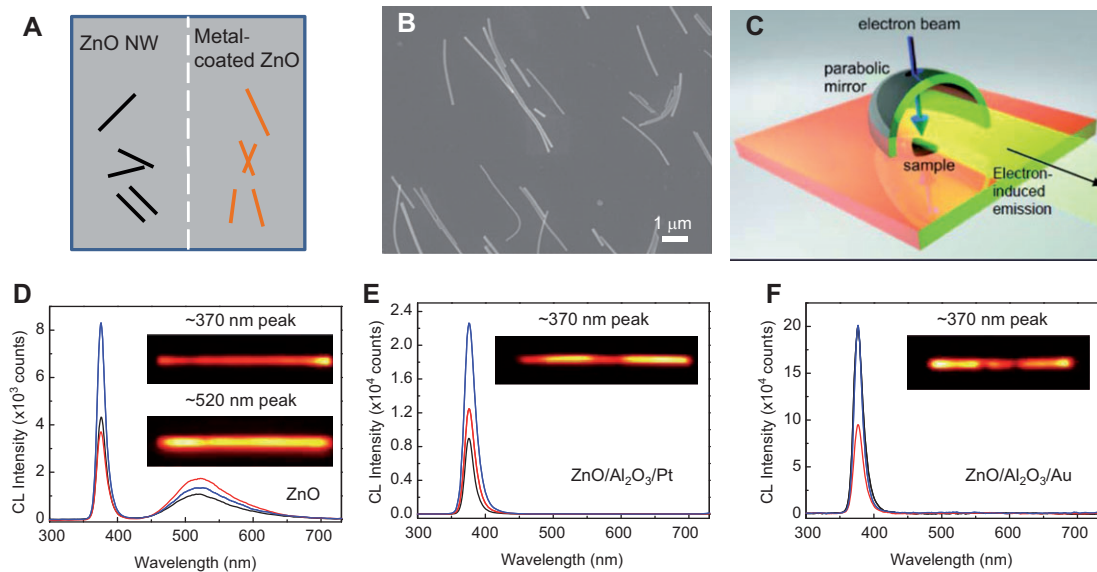 A
ZnO NW
Metal-
coated ZnO
B
1 μm
C
electron beam
parabolic
mirror
sample
Electron-
induced
emission
D
CL Intensity (x10³ counts)
8
6
4
2
0
300 400 500 600 700
Wavelength (nm)
~370 nm peak
~520 nm peak
ZnO
E
CL Intensity (x10⁴ counts)
2.4
1.8
1.2
0.6
0.0
300 400 500 600 700
Wavelength (nm)
~370 nm peak
ZnO/Al₂O₃/Pt
F
CL Intensity (x10⁴ counts)
20
15
10
5
0
300 400 500 600 700
Wavelength (nm)
~370 nm peak
ZnO/Al₂O₃/Au